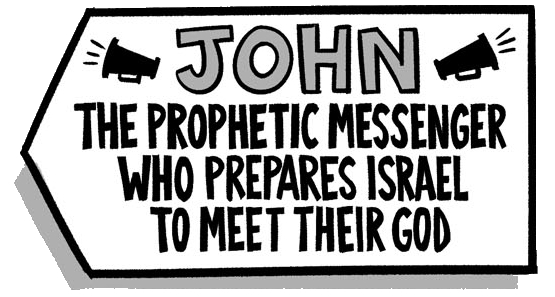 JOHN
THE PROPHETIC MESSENGER
WHO PREPARES ISRAEL
TO MEET THEIR GOD